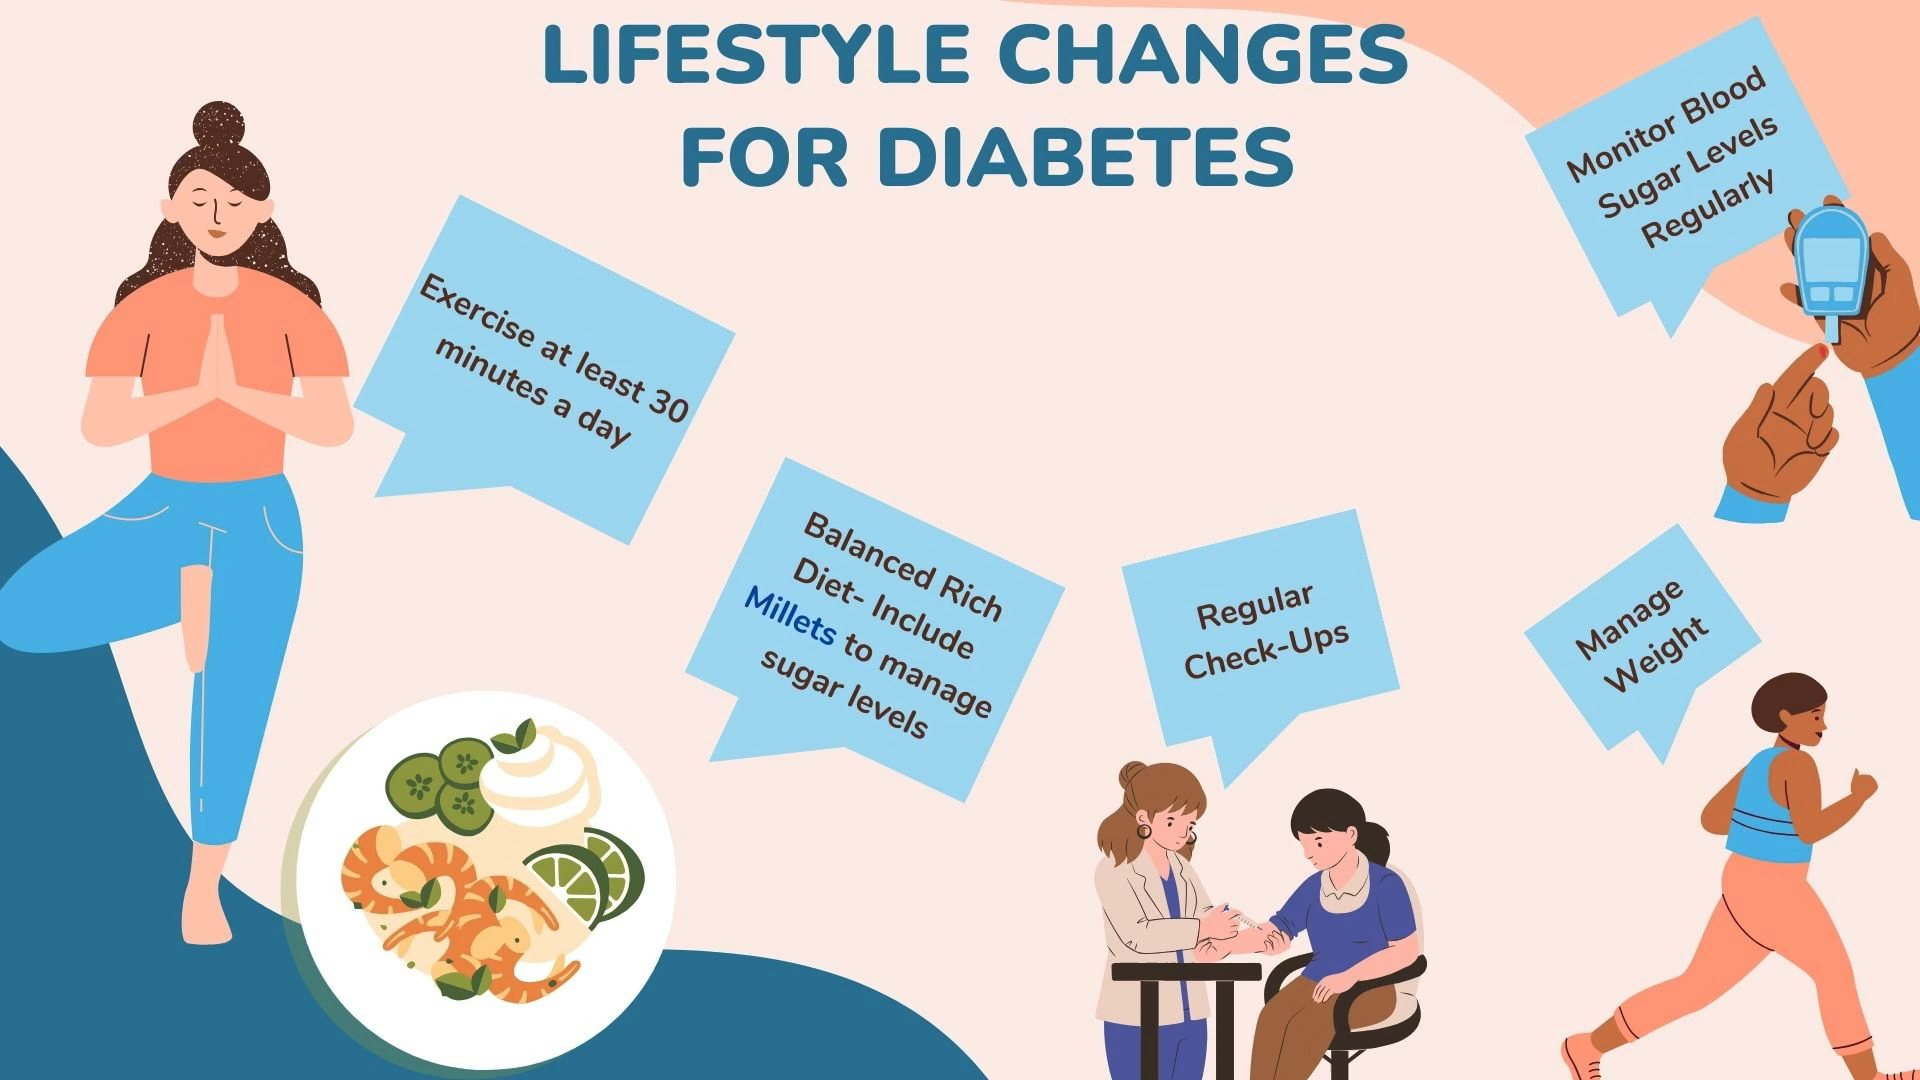 LIFESTYLE CHANGES
FOR DIABETES
Exercise at least 30
minutes a day
Balanced Rich
Diet- Include
Millets to manage
sugar levels
Regular
Check-Ups
Manage
Weight
Monitor Blood
Sugar Levels
Regularly